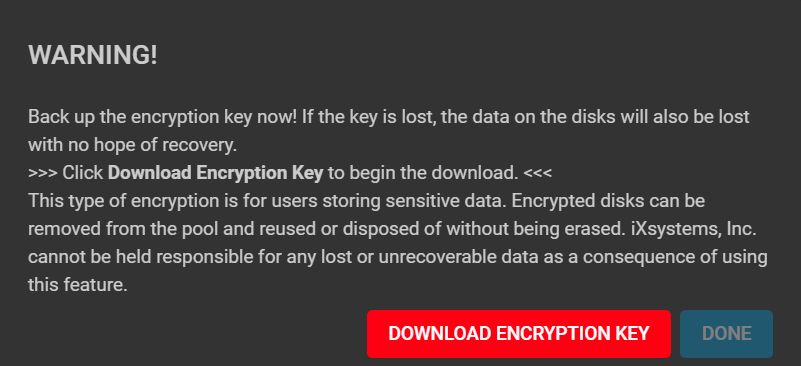 WARNING!
Back up the encryption key now! If the key is lost, the data on the disks will also be lost
with no hope of recovery.
>>> Click Download Encryption Key to begin the download. <<<
This type of encryption is for users storing sensitive data. Encrypted disks can be
removed from the pool and reused or disposed of without being erased. iXsystems, Inc.
cannot be held responsible for any lost or unrecoverable data as a consequence of using
this feature.
DOWNLOAD ENCRYPTION KEY
DONE